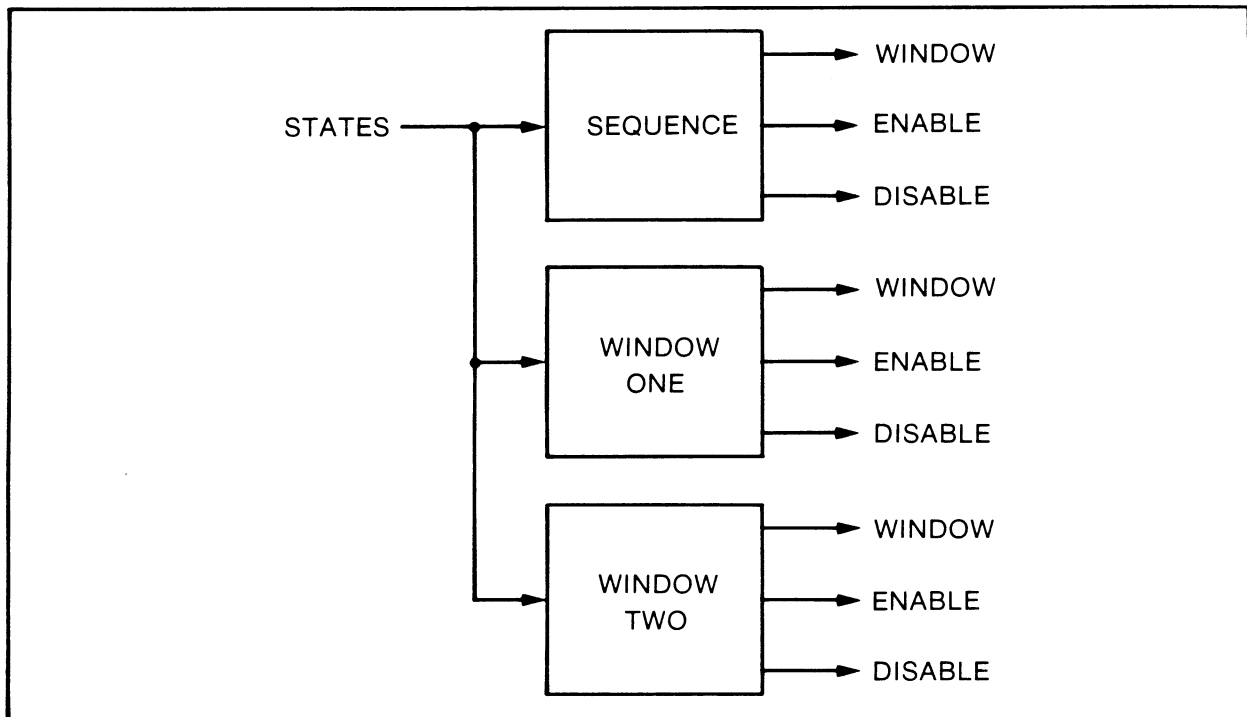 WINDOW
STATES
SEQUENCE
ENABLE
DISABLE
WINDOW
WINDOW
ONE
ENABLE
DISABLE
WINDOW
WINDOW
TWO
ENABLE
DISABLE